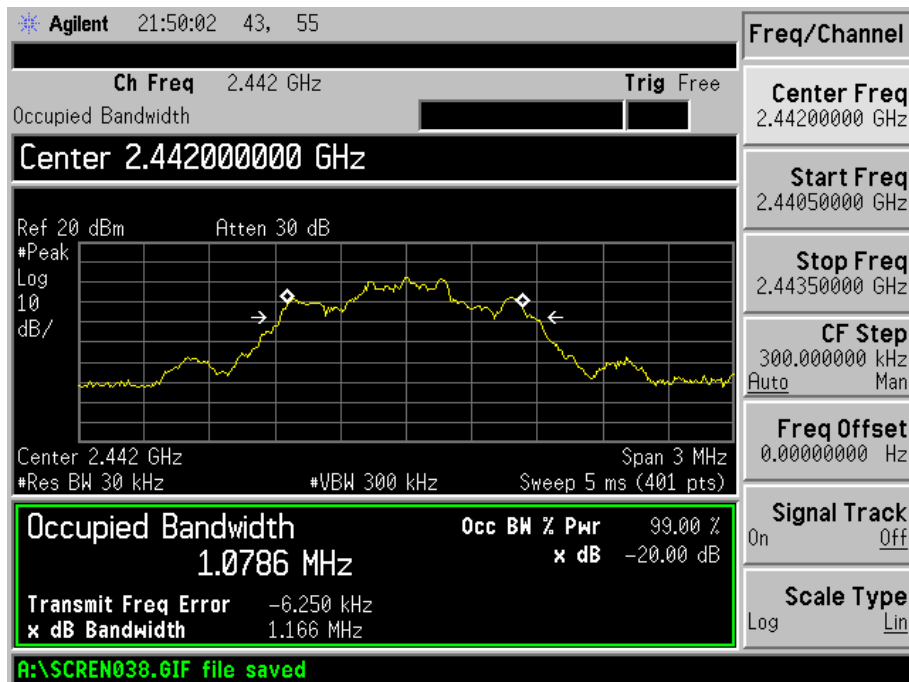 Agilent 21:50:02 43, 55
Freq/Channel
Ch Freq 2.442 GHz
Trig Free
Occupied Bandwidth
Center 2.442000000 GHz
Ref 20 dBm
Atten 30 dB
#Peak
Log
10
dB/
Center 2.442 GHz
Span 3 MHz
#Res BW 30 kHz
#VBW 300 kHz
Sweep 5 ms (401 pts)
Occupied Bandwidth
1.0786 MHz
Occ BW % Pwr 99.00 %
x dB -20.00 dB
Transmit Freq Error -6.250 kHz
x dB Bandwidth 1.166 MHz
A:\SCREN038.GIF file saved
Center Freq
2.44200000 GHz
Start Freq
2.44050000 GHz
Stop Freq
2.44350000 GHz
CF Step
300.000000 kHz
Auto Man
Freq Offset
0.00000000 Hz
Signal Track
On Off
Scale Type
Log Lin